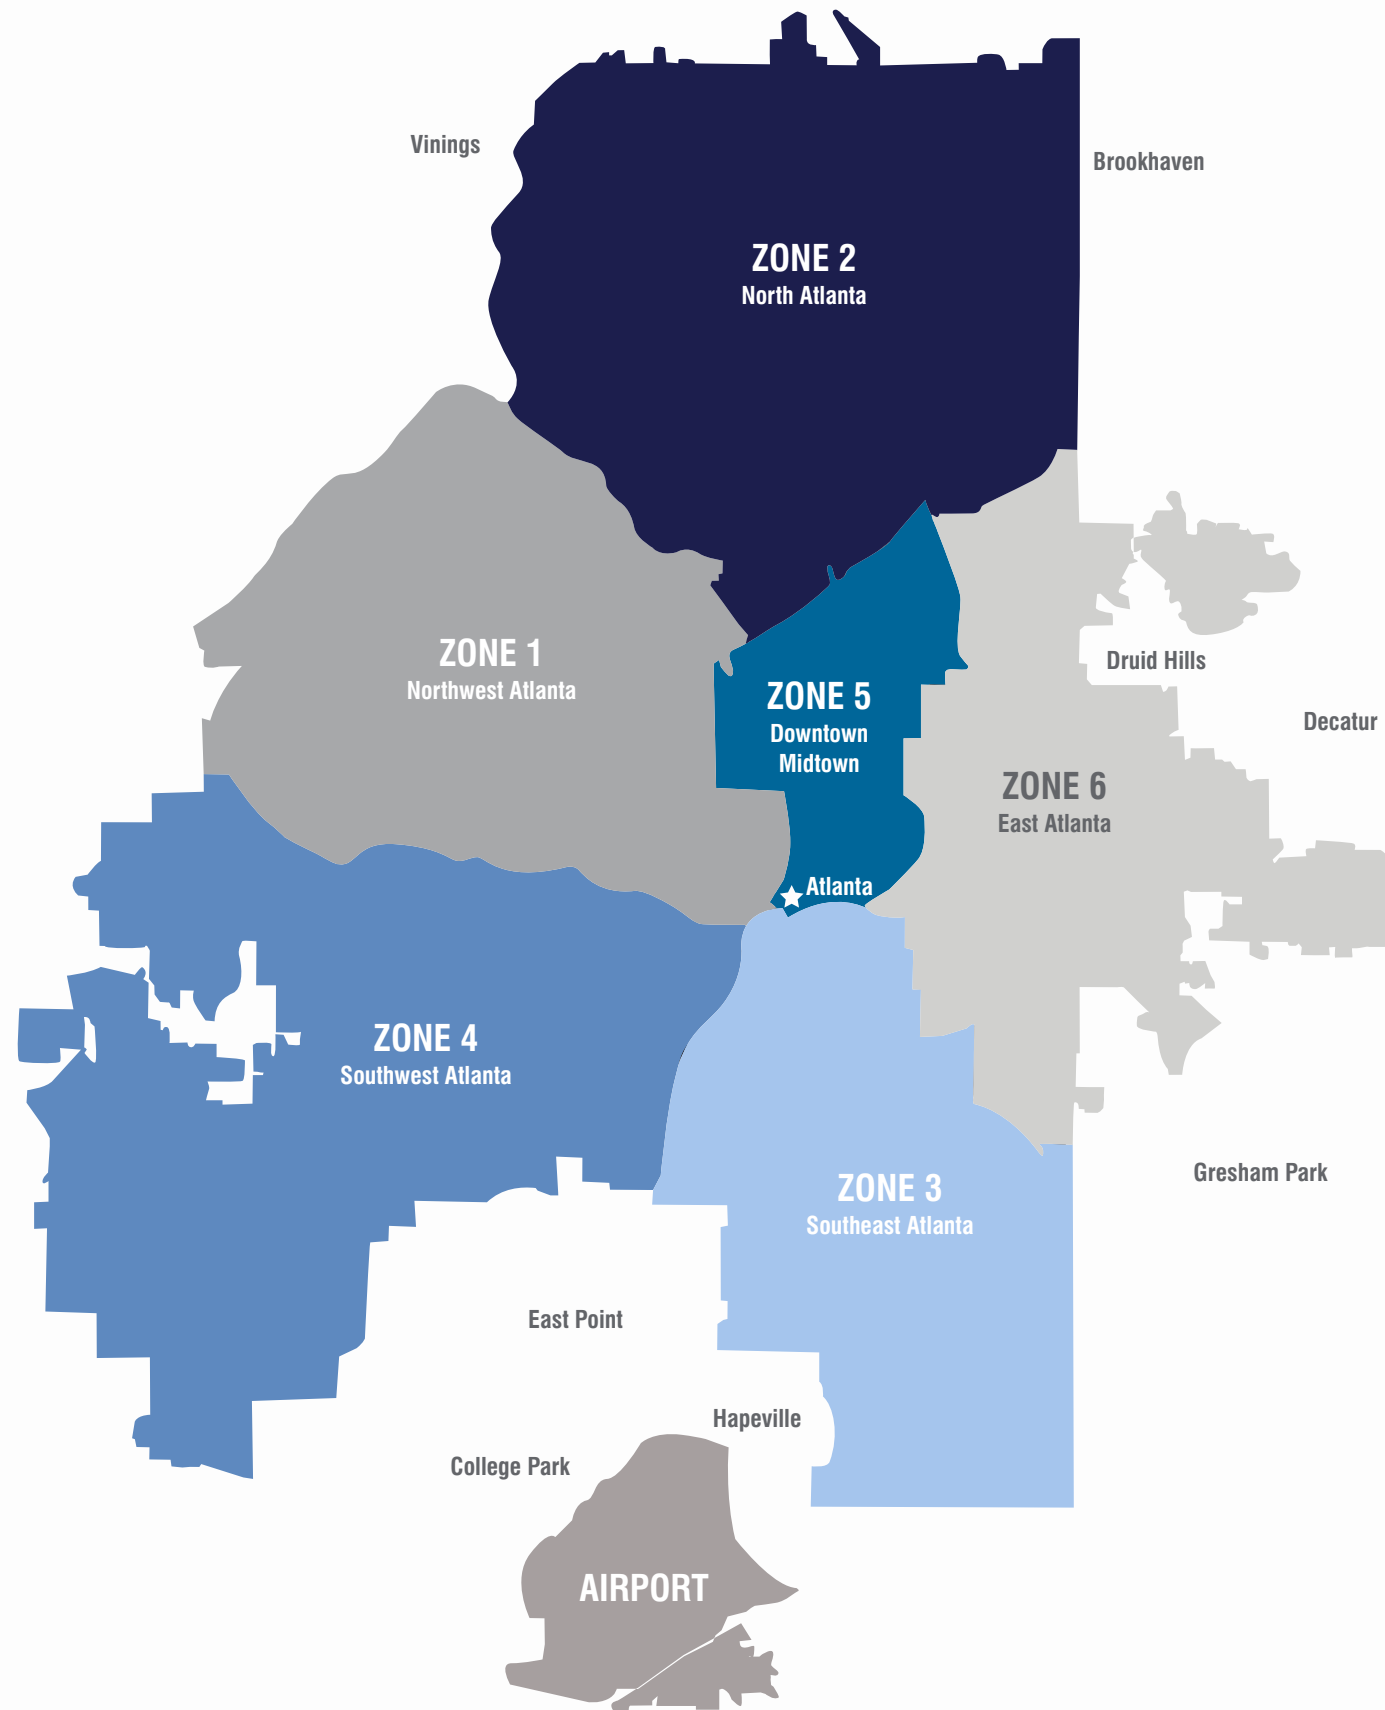 Vinings
Brookhaven
ZONE 2
North Atlanta
ZONE 1
Northwest Atlanta
Druid Hills
ZONE 5
Downtown
Midtown
Decatur
ZONE 6
East Atlanta
Atlanta
ZONE 4
Southwest Atlanta
Gresham Park
ZONE 3
Southeast Atlanta
East Point
Hapeville
College Park
AIRPORT